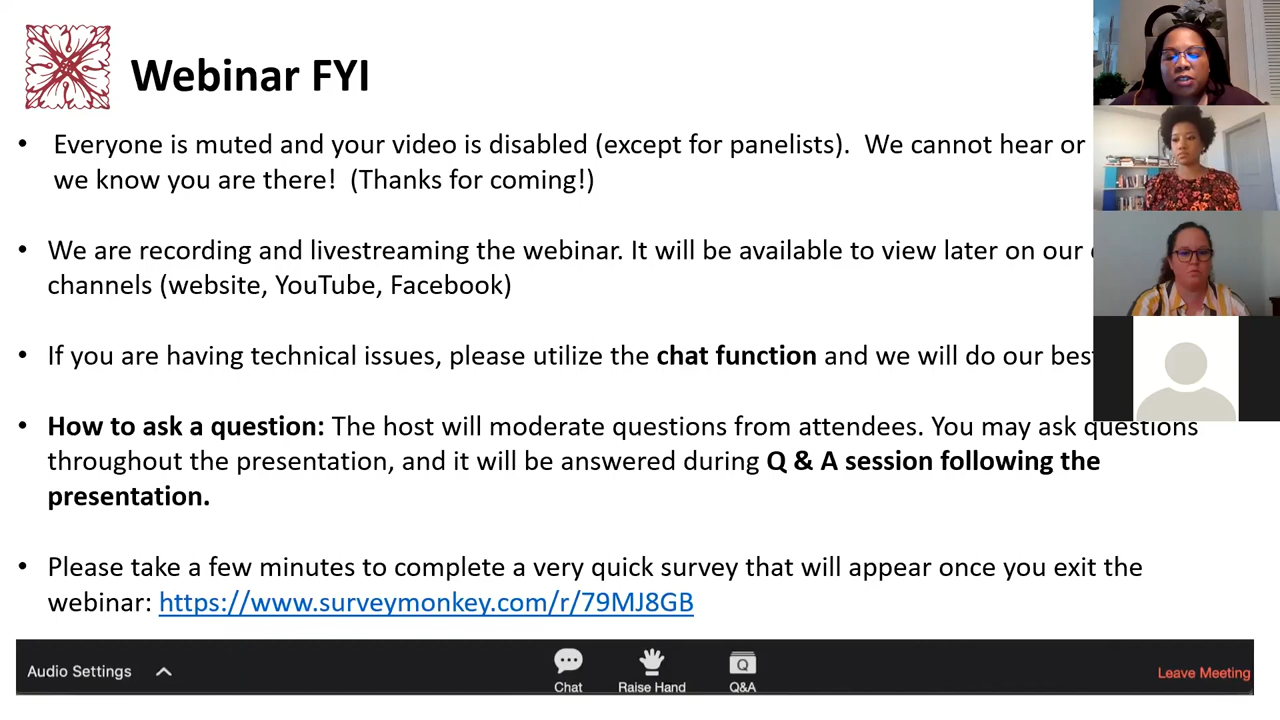 Webinar FYI
• Everyone is muted and your video is disabled (except for panelists). We cannot hear or
we know you are there! (Thanks for coming!)
• We are recording and livestreaming the webinar. It will be available to view later on our
channels (website, YouTube, Facebook)
• If you are having technical issues, please utilize the chat function and we will do our best
• How to ask a question: The host will moderate questions from attendees. You may ask questions
throughout the presentation, and it will be answered during Q & A session following the
presentation.
• Please take a few minutes to complete a very quick survey that will appear once you exit the
webinar: https://www.surveymonkey.com/r/79MJ8GB
Audio Settings Chat Raise Hand Q Q&A Leave Meeting